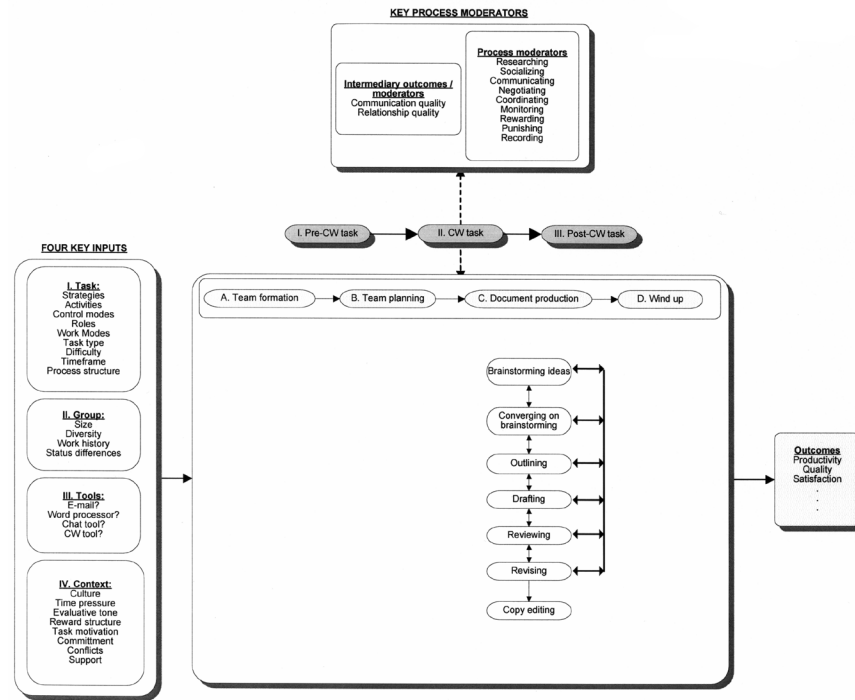 KEY PROCESS MODERATORS
Intermediary outcomes /
moderators
Communication quality
Relationship quality
Process moderators
Researching
Socializing
Communicating
Negotiating
Coordinating
Monitoring
Rewarding
Punishing
Recording
I. Pre-CW task
II. CW task
III. Post-CW task
FOUR KEY INPUTS
I. Task:
Strategies
Activities
Control modes
Roles
Work Modes
Task type
Difficulty
Timeframe
Process structure
II. Group:
Size
Diversity
Work history
Status differences
III. Tools:
E-mail?
Word processor?
Chat tool?
CW tool?
IV. Context:
Culture
Time pressure
Evaluative tone
Reward structure
Task motivation
Committment
Conflicts
Support
A. Team formation
B. Team planning
C. Document production
D. Wind up
Brainstorming ideas
Converging on
brainstorming
Outlining
Drafting
Reviewing
Revising
Copy editing
Outcomes
Productivity
Quality
Satisfaction
.
.
.